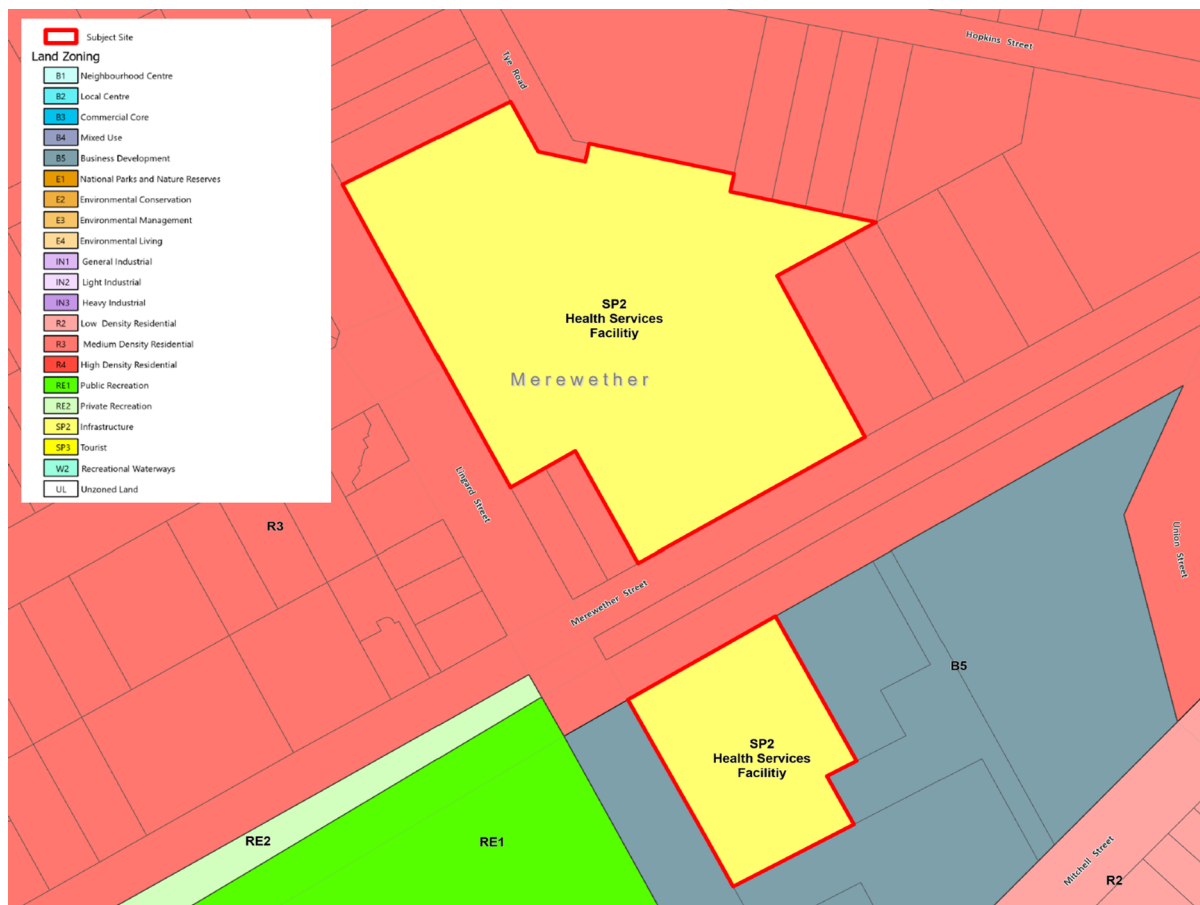 Subject Site
Land Zoning
B1 Neighbourhood Centre
B2 Local Centre
B3 Commercial Core
B4 Mixed Use
B5 Business Development
E1 National Parks and Nature Reserves
E2 Environmental Conservation
E3 Environmental Management
E4 Environmental Living
IN1 General Industrial
IN2 Light Industrial
IN3 Heavy Industrial
R2 Low Density Residential
R3 Medium Density Residential
R4 High Density Residential
RE1 Public Recreation
RE2 Private Recreation
SP2 Infrastructure
SP3 Tourist
W2 Recreational Waterways
UL Unzoned Land
Tye Road
Hopkins Street
SP2
Health Services
Facilitiy
Merewether
Lingard Street
R3
Union Street
Merewether Street
B5
SP2
Health Services
Facilitiy
RE2
RE1
Mitchell Street
R2